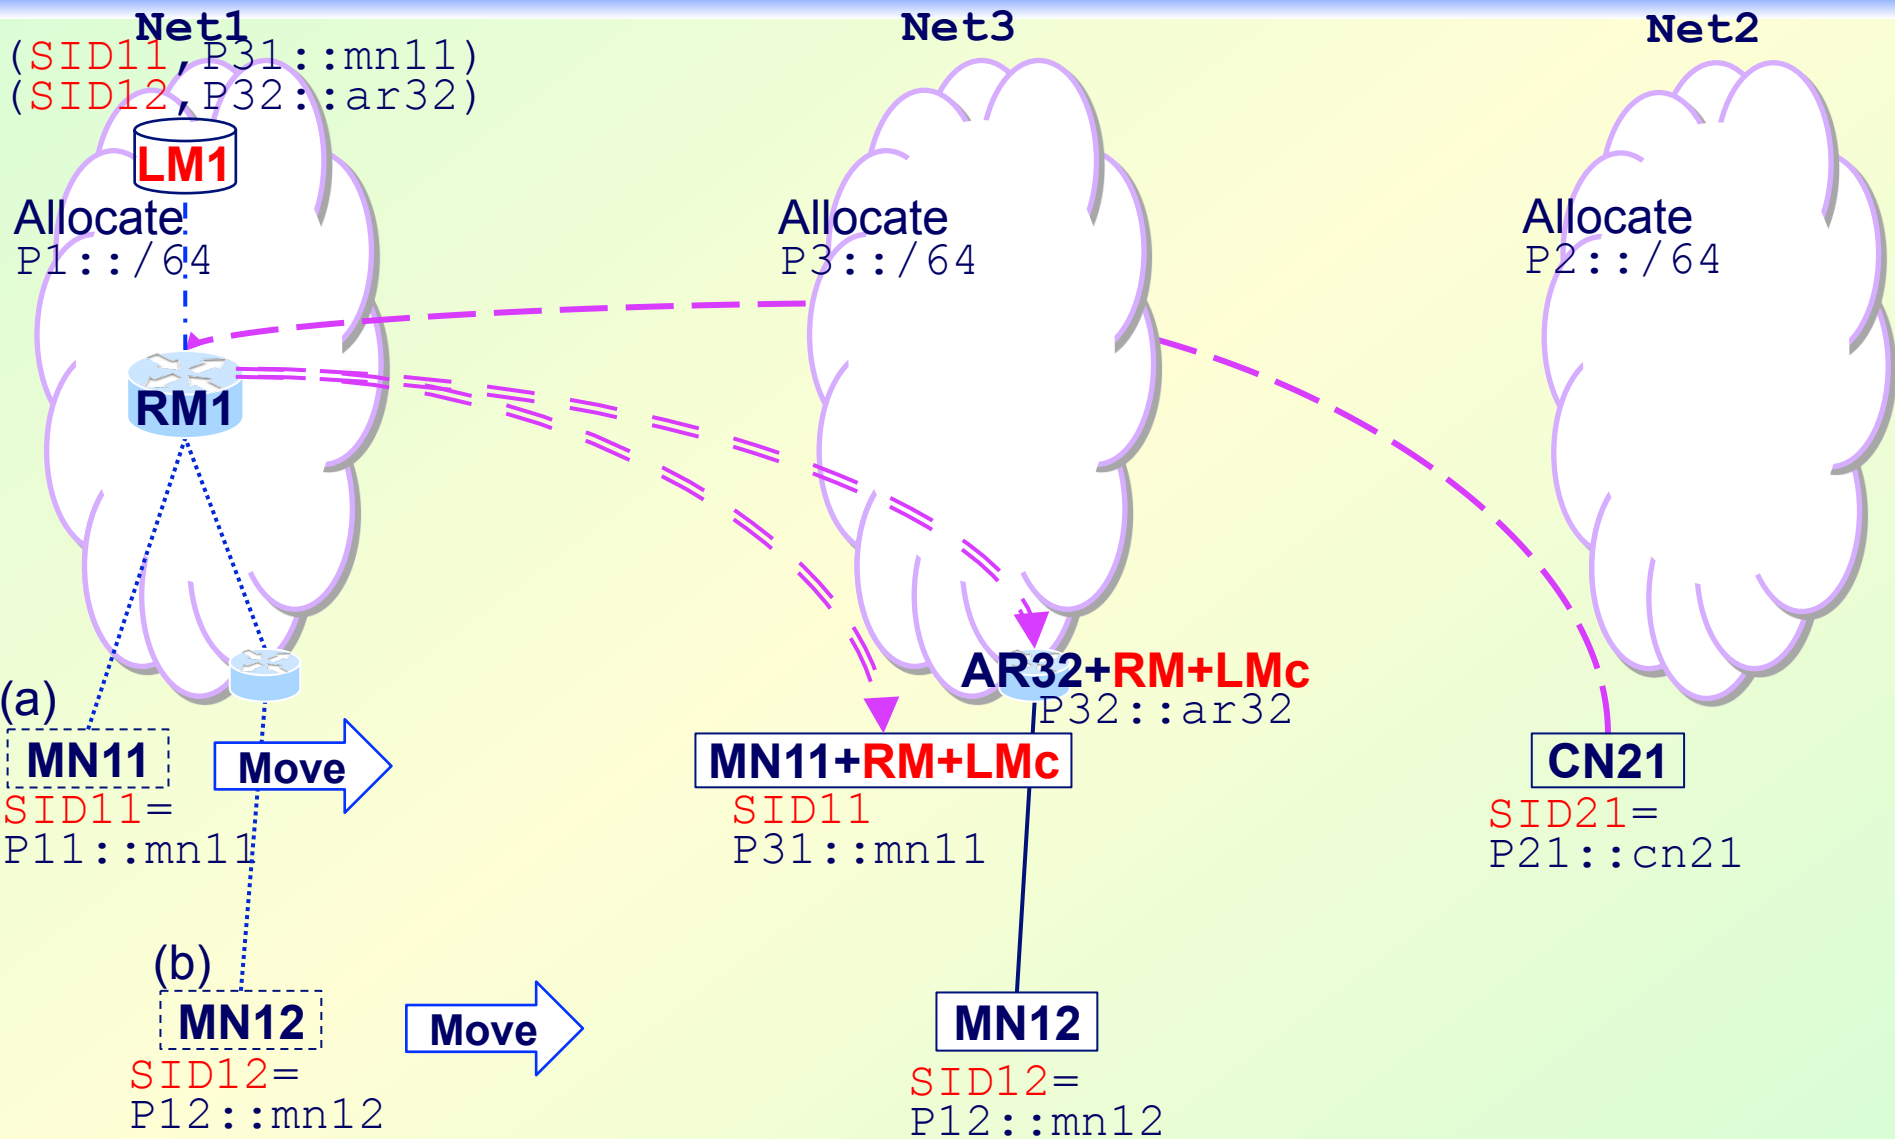 Net1
(SID11,P31::mn11)
(SID12,P32::ar32)
LM1
Allocate
P1::/64
RM1
(a)
MN11
SID11=
P11::mn11
Move
(b)
MN12
SID12=
P12::mn12
Move
Net3
Allocate
P3::/64
AR32+RM+LMc
P32::ar32
MN11+RM+LMc
SID11
P31::mn11
MN12
SID12=
P12::mn12
Net2
Allocate
P2::/64
CN21
SID21=
P21::cn21